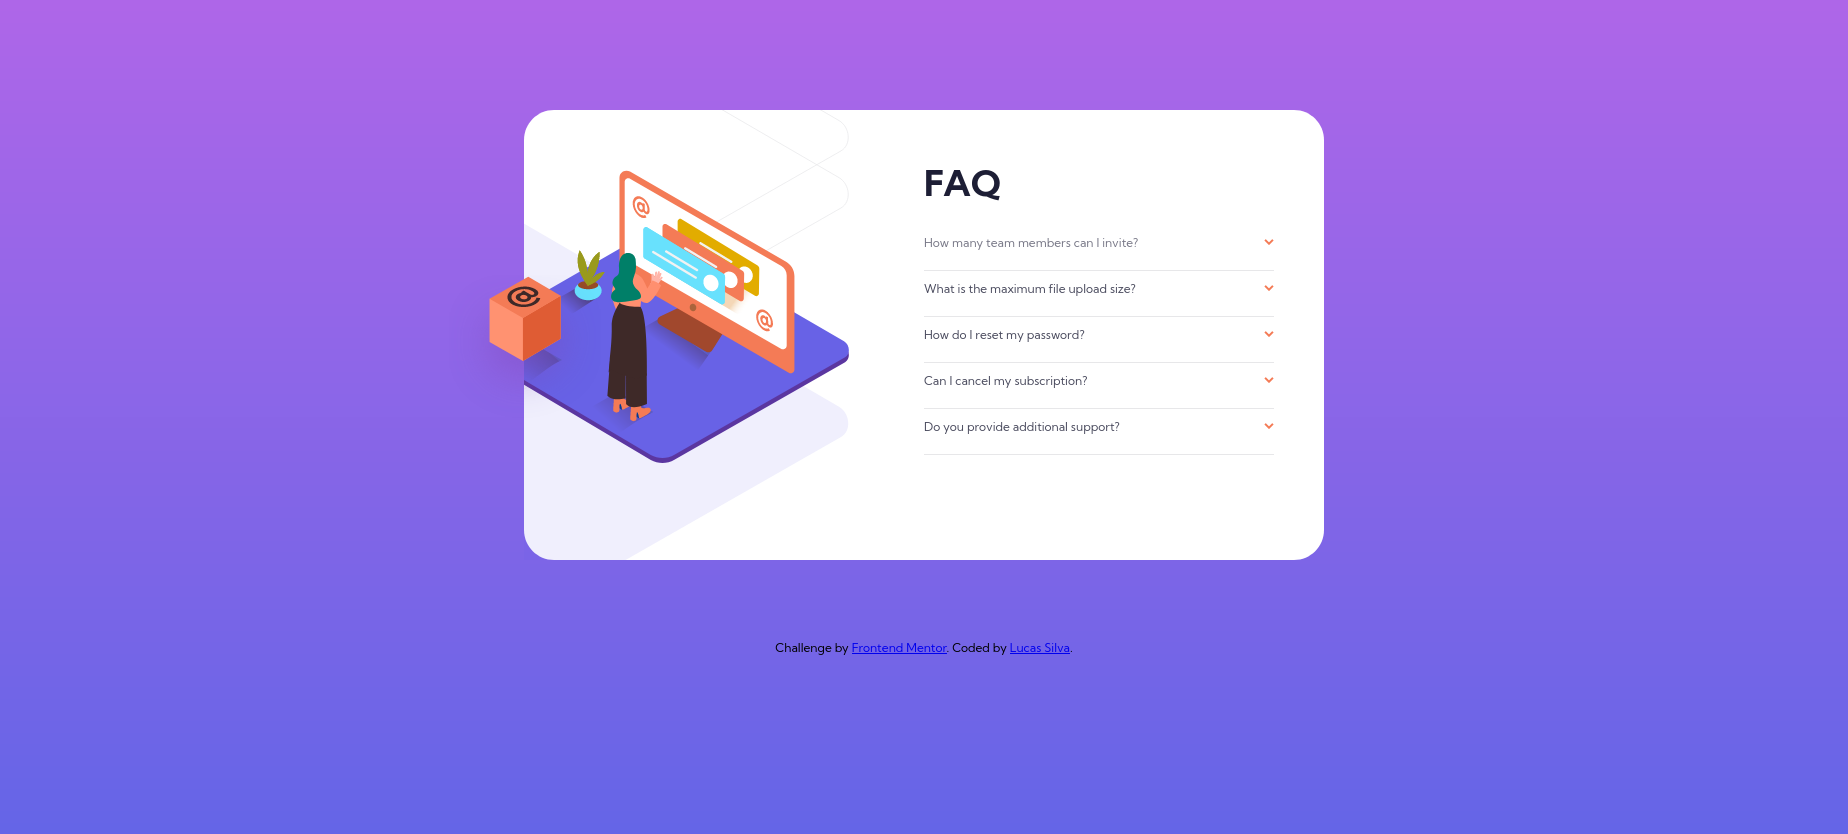 FAQ
How many team members can I invite?
What is the maximum file upload size?
How do I reset my password?
Can I cancel my subscription?
Do you provide additional support?
@
@
@
Challenge by Frontend Mentor. Coded by Lucas Silva.